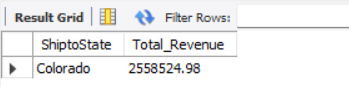 Result Grid Filter Rows:
ShiptoState Total_Revenue
Colorado 2558524.98